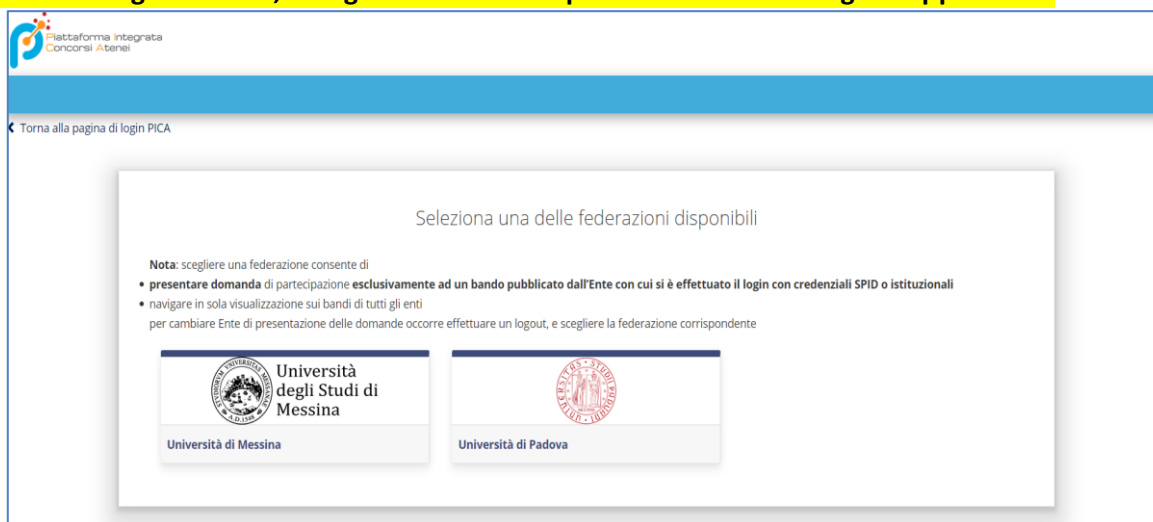 Piattaforma Integrata
Concorsi Atenei
Torna alla pagina di login PICA
Seleziona una delle federazioni disponibili
Nota: scegliere una federazione consente di
• presentare domanda di partecipazione esclusivamente ad un bando pubblicato dall'Ente con cui si è effettuato il login con credenziali SPID o istituzionali
• navigare in sola visualizzazione sui bandi di tutti gli enti
per cambiare Ente di presentazione delle domande occorre effettuare un logout, e scegliere la federazione corrispondente
Università
degli Studi di
Messina
A.D.1548
Università di Messina
Università di Padova